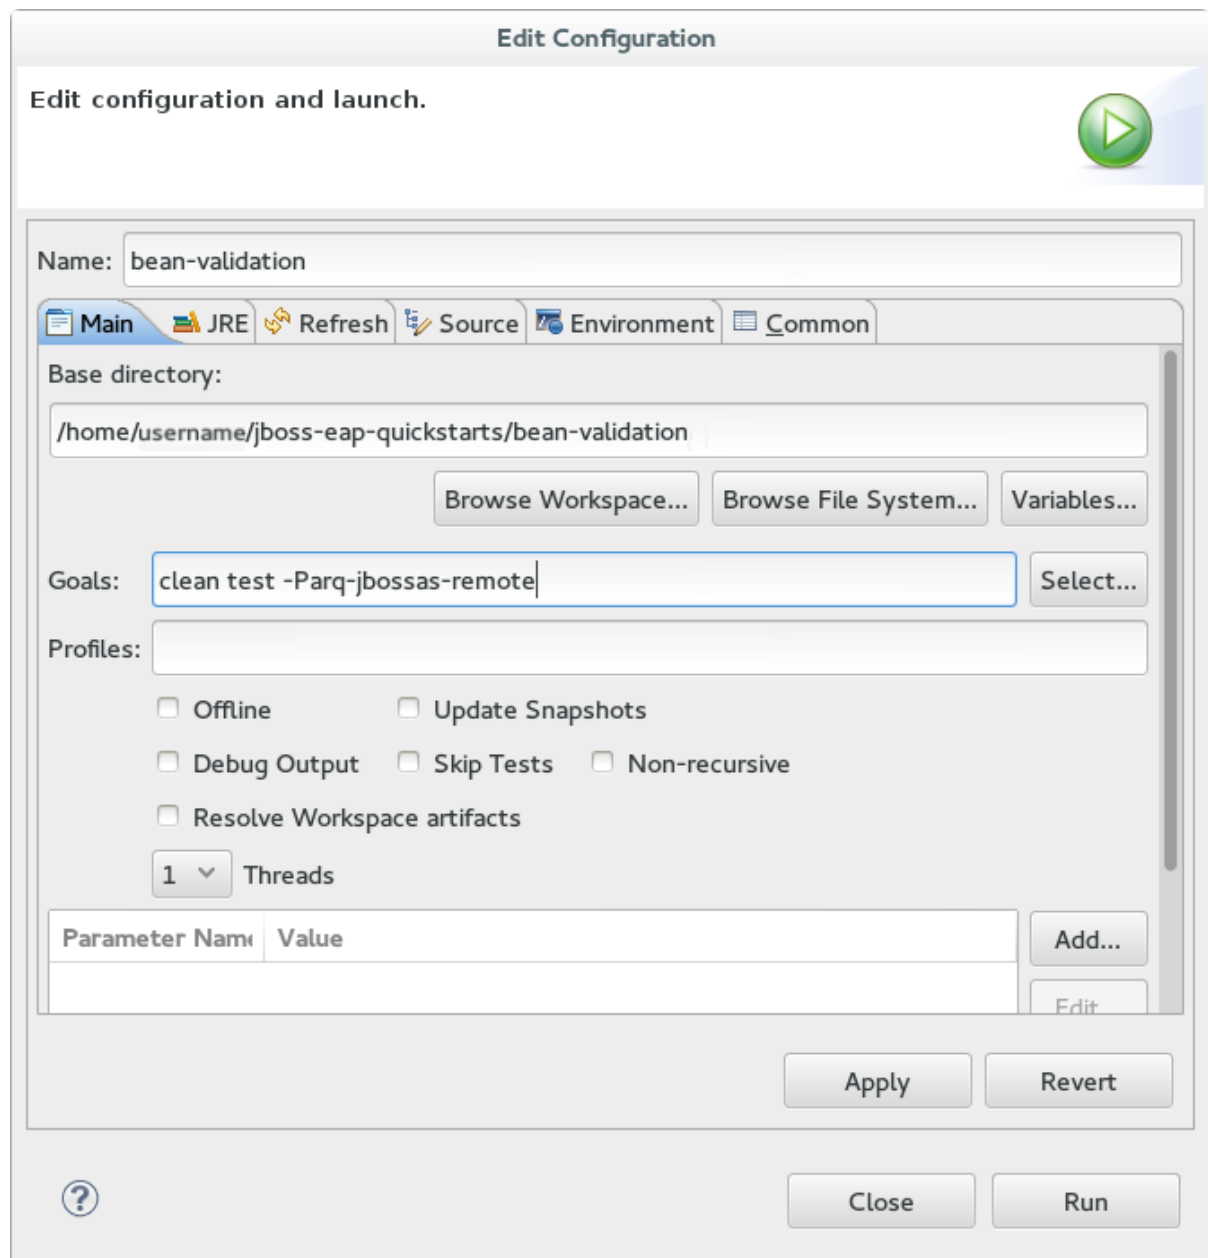 Edit Configuration
Edit configuration and launch.
Name: bean-validation
Main JRE Refresh Source Environment Common
Base directory:
/home/username/jboss-eap-quickstarts/bean-validation
Browse Workspace... Browse File System... Variables...
Goals: clean test -Parq-jbossas-remote Select...
Profiles:
Offline Update Snapshots
Debug Output Skip Tests Non-recursive
Resolve Workspace artifacts
1 Threads
Parameter Name Value Add...
Edit
Apply Revert
Close Run